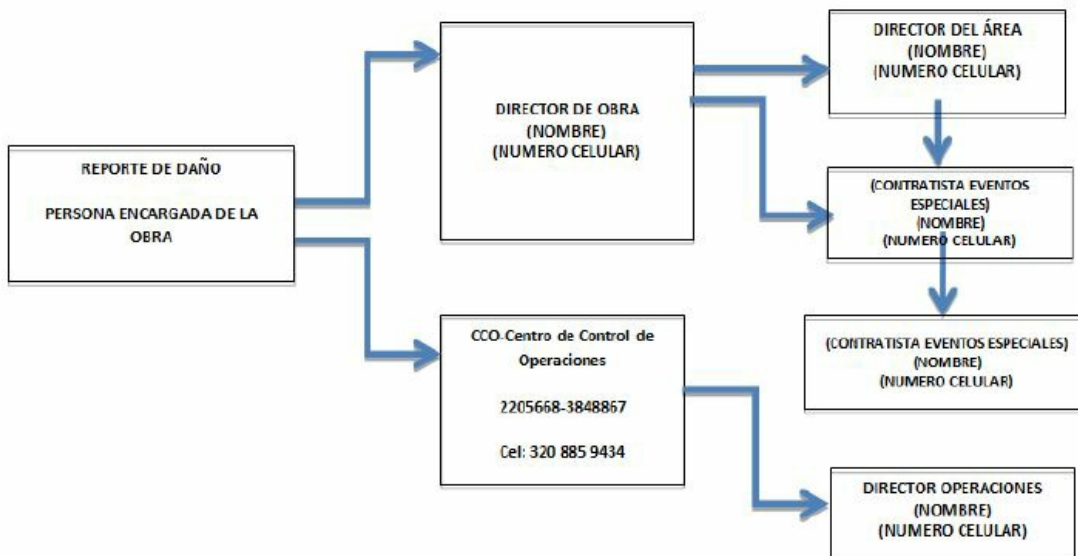 REPORTE DE DAÑO
PERSONA ENCARGADA DE LA
OBRA
DIRECTOR DE OBRA
(NOMBRE)
(NUMERO CELULAR)
DIRECTOR DEL ÁREA
(NOMBRE)
(NUMERO CELULAR)
(CONTRATISTA EVENTOS
ESPECIALES)
(NOMBRE)
(NUMERO CELULAR)
(CONTRATISTA EVENTOS ESPECIALES)
(NOMBRE)
(NUMERO CELULAR)
CCO-Centro de Control de
Operaciones
2205668-3848867
Cel: 320 885 9434
DIRECTOR OPERACIONES
(NOMBRE)
(NUMERO CELULAR)